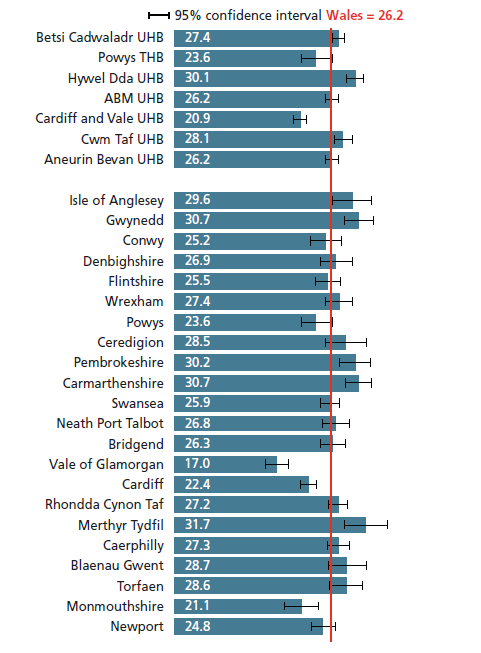 95% confidence interval Wales = 26.2
Betsi Cadwaladr UHB 27.4
Powys THB 23.6
Hywel Dda UHB 30.1
ABM UHB 26.2
Cardiff and Vale UHB 20.9
Cwm Taf UHB 28.1
Aneurin Bevan UHB 26.2
Isle of Anglesey 29.6
Gwynedd 30.7
Conwy 25.2
Denbighshire 26.9
Flintshire 25.5
Wrexham 27.4
Powys 23.6
Ceredigion 28.5
Pembrokeshire 30.2
Carmarthenshire 30.7
Swansea 25.9
Neath Port Talbot 26.8
Bridgend 26.3
Vale of Glamorgan 17.0
Cardiff 22.4
Rhondda Cynon Taf 27.2
Merthyr Tydfil 31.7
Caerphilly 27.3
Blaenau Gwent 28.7
Torfaen 28.6
Monmouthshire 21.1
Newport 24.8